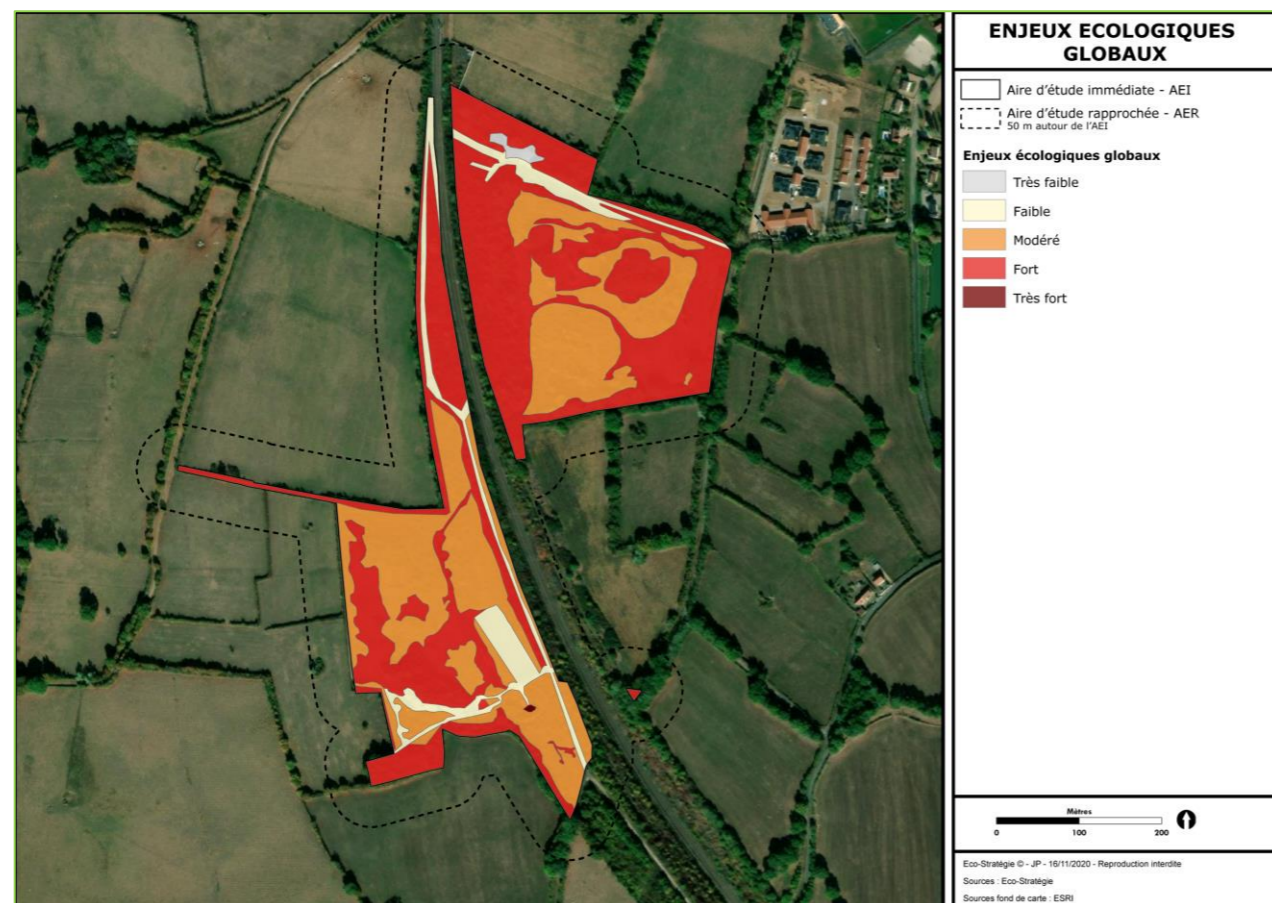 ENJEUX ECOLOGIQUES
GLOBAUX
Aire d'étude immédiate - AEI
Aire d'étude rapprochée - AER
50 m autour de l'AEI
Enjeux écologiques globaux
Très faible
Faible
Modéré
Fort
Très fort
Mètres
0 100 200
Eco-Stratégie © - JP - 16/11/2020 - Reproduction interdite
Sources : Eco-Stratégie
Sources fond de carte : ESRI